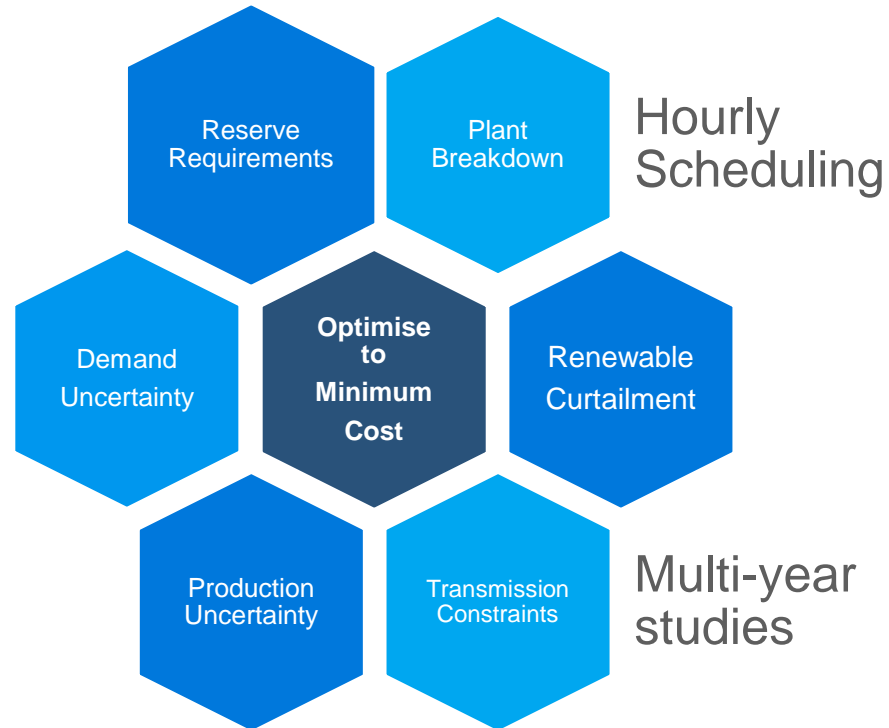 Reserve
Requirements
Plant
Breakdown
Hourly
Scheduling
Demand
Uncertainty
Optimise
to
Minimum
Cost
Renewable
Curtailment
Production
Uncertainty
Transmission
Constraints
Multi-year
studies